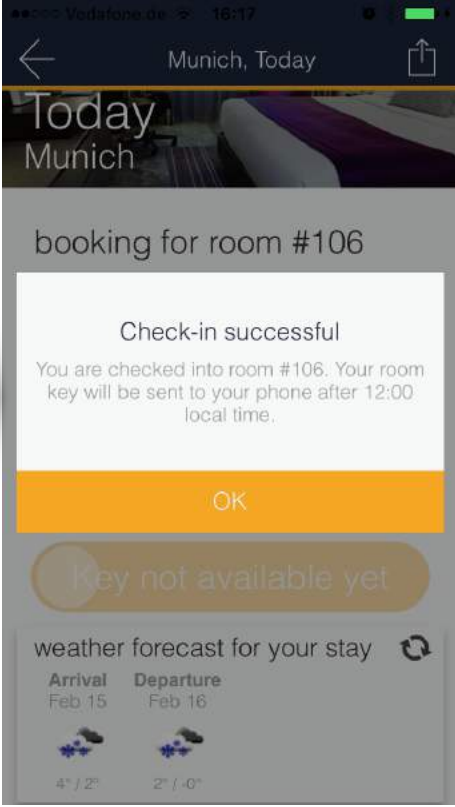 Vodafone.de 16:17
Munich, Today
Today
Munich
booking for room #106
Check-in successful
You are checked into room #106. Your room
key will be sent to your phone after 12:00
local time.
OK
Key not available yet
weather forecast for your stay
Arrival Departure
Feb 15 Feb 16
4° / 2° 2° / -0°